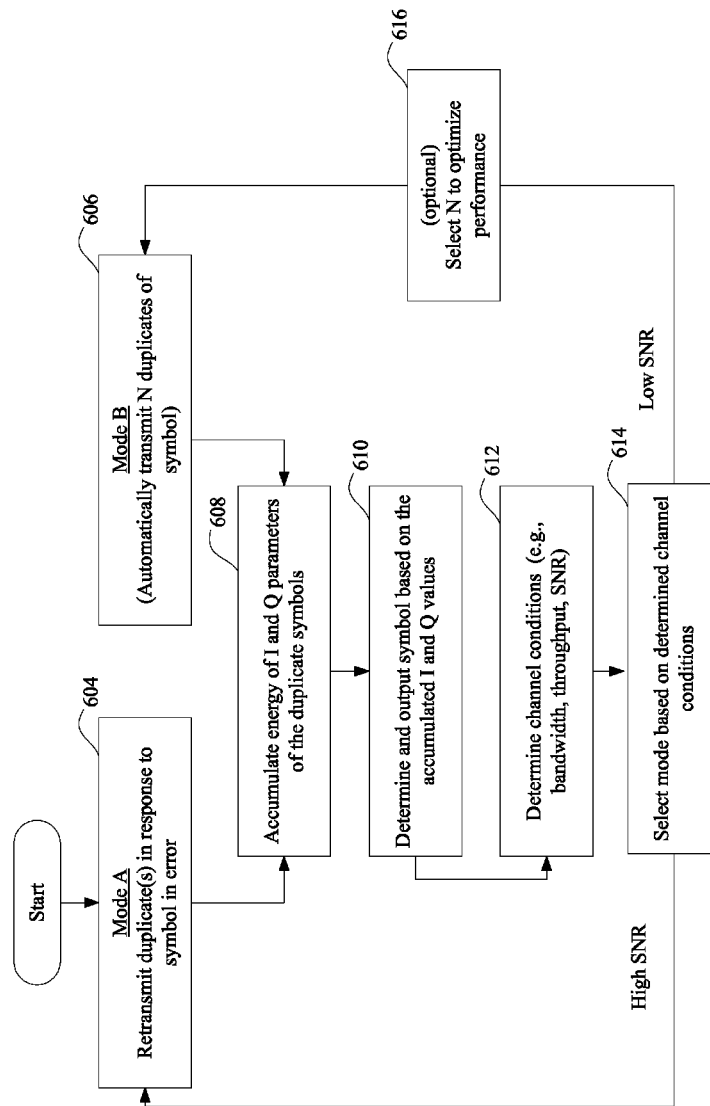 Start
604
Mode A
Retransmit duplicate(s) in response to
symbol in error
606
Mode B
(Automatically transmit N duplicates of
symbol)
608
Accumulate energy of I and Q parameters
of the duplicate symbols
610
Determine and output symbol based on the
accumulated I and Q values
612
Determine channel conditions (e.g.,
bandwidth, throughput, SNR)
614
Select mode based on determined channel
conditions
High SNR
Low SNR
616
(optional)
Select N to optimize
performance